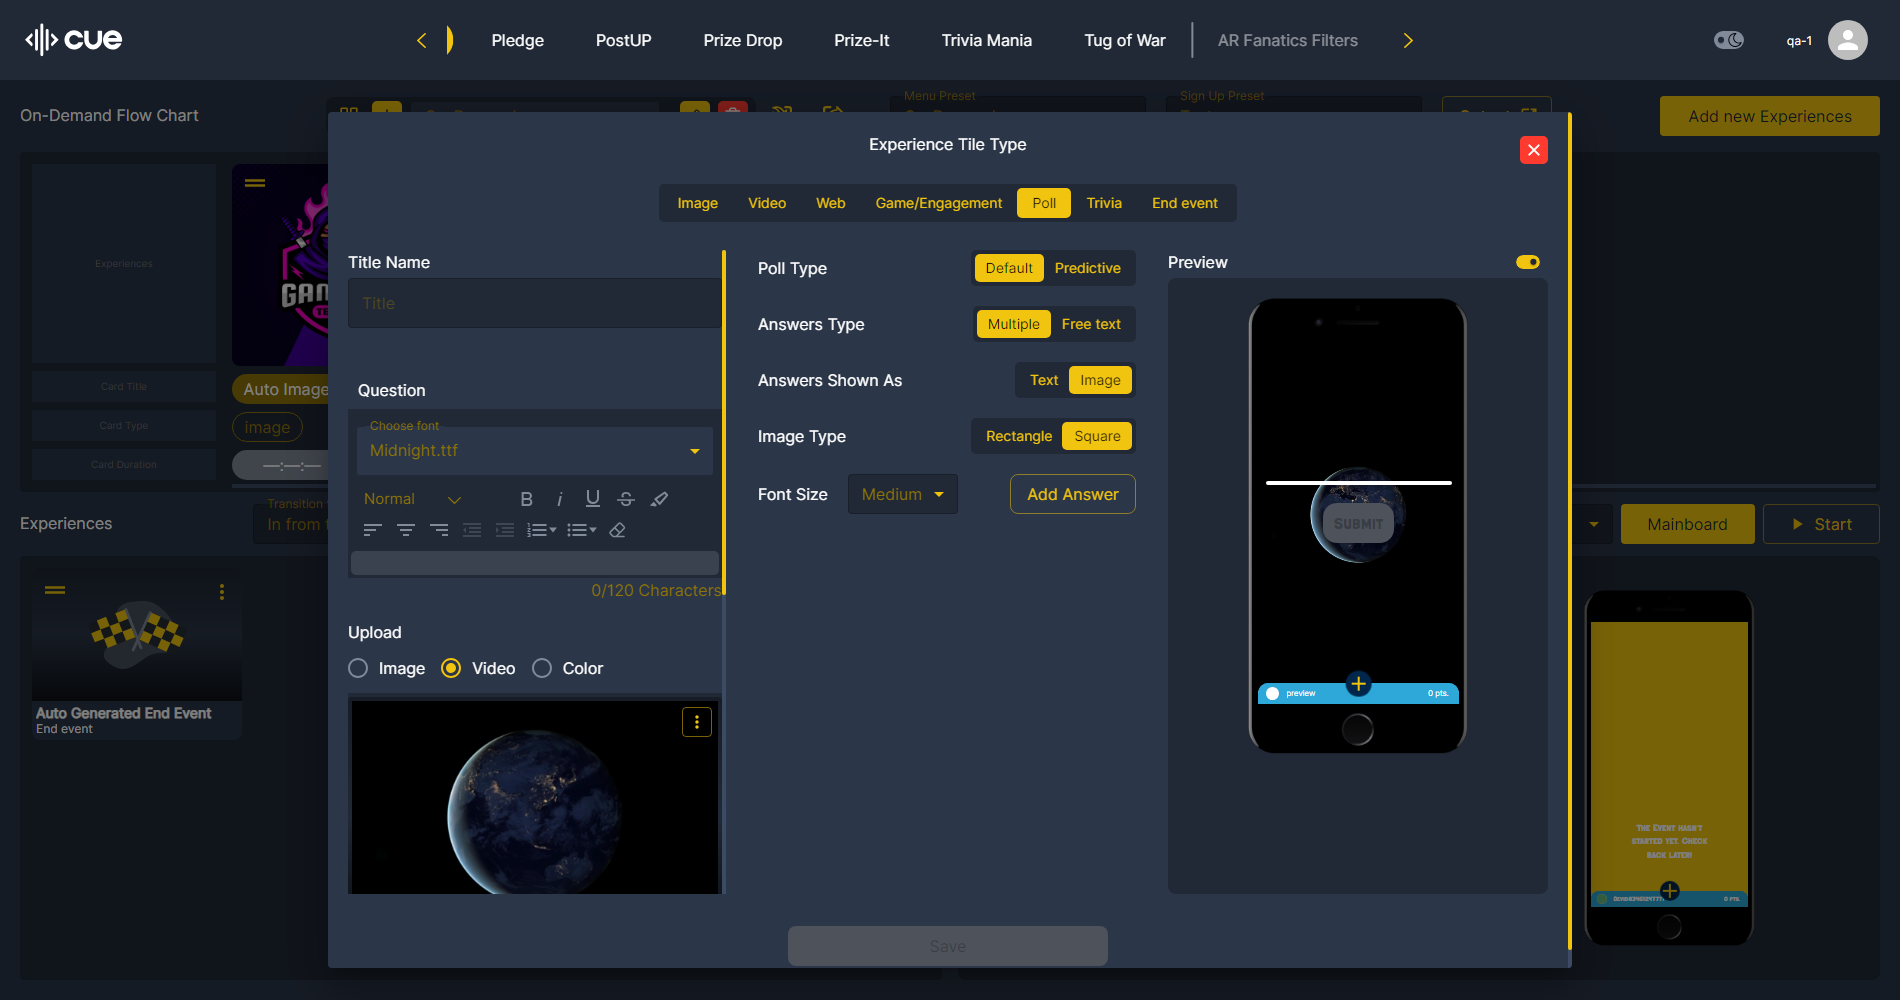 cue
Pledge
PostUP
Prize Drop
Prize-It
Trivia Mania
Tug of War
AR Fanatics Filters
qa-1
On-Demand Flow Chart
Menu Preset
Sign Up Preset
Add new Experiences
Experience Tile Type
Image
Video
Web
Game/Engagement
Poll
Trivia
End event
Title Name
Title
Question
Choose font
Midnight.ttf
Normal
0/120 Characters
Upload
Image
Video
Color
Poll Type
Default
Predictive
Answers Type
Multiple
Free text
Answers Shown As
Text
Image
Image Type
Rectangle
Square
Font Size
Medium
Add Answer
Preview
SUBMIT
preview
0 pts.
Save
Experiences
Card Title
Card Type
Card Duration
Auto Image
image
—:—:—
Experiences
Transition
In from
Mainboard
Start
Auto Generated End Event
End event
The Event hasn't
started yet. Check
back later!
0 pts.